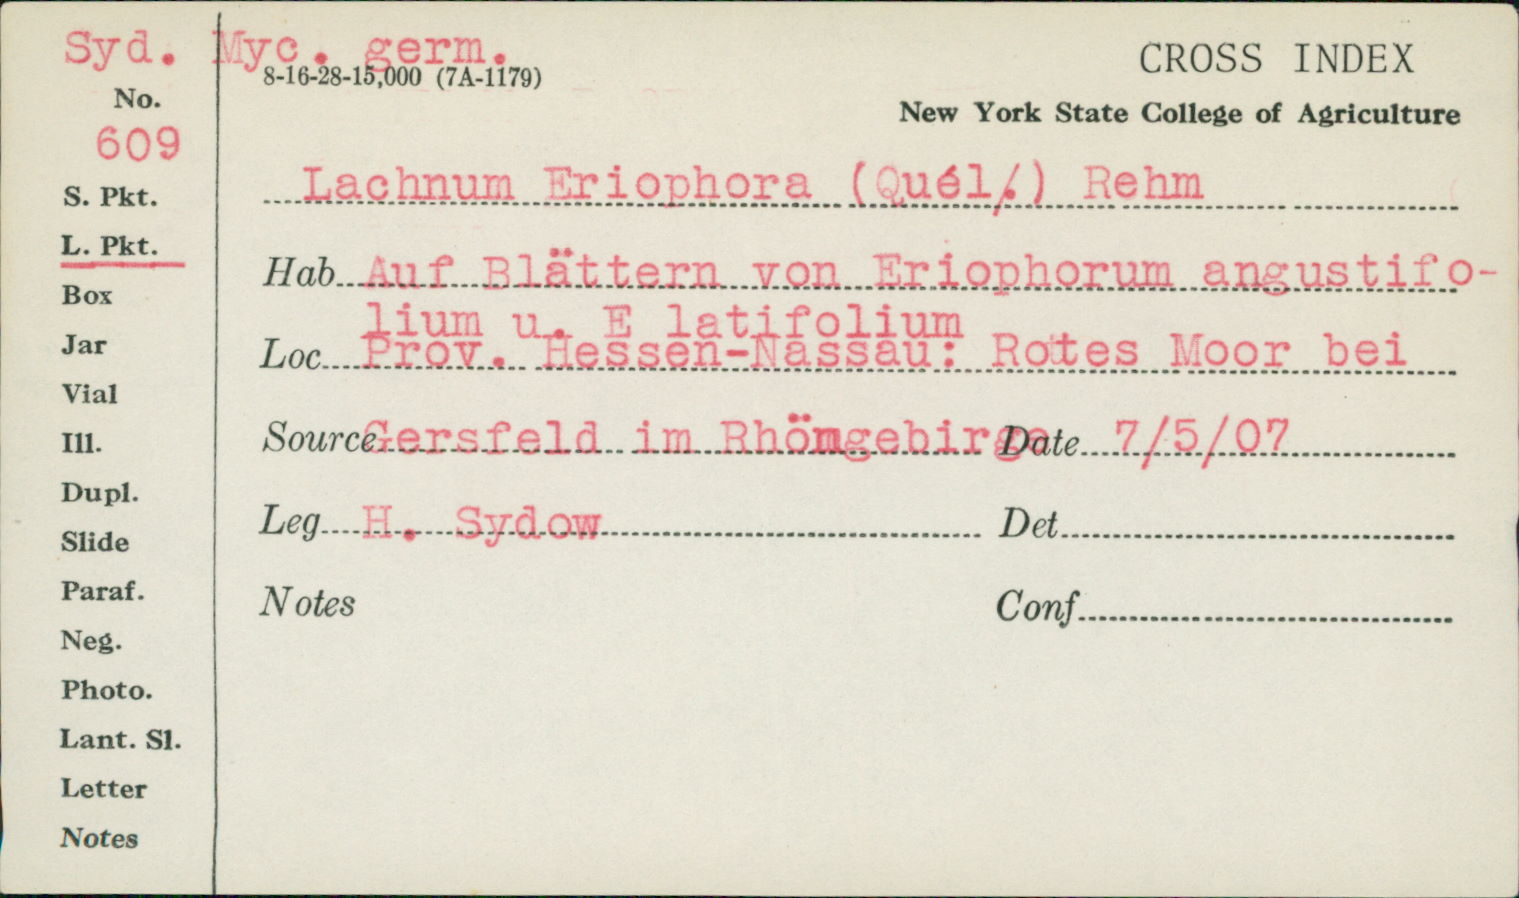 Syd. Myc. germ.
8-16-28-15,000 (7A-1179)
CROSS INDEX
New York State College of Agriculture
No.
609
S. Pkt.
L. Pkt.
Box
Jar
Vial
Ill.
Dupl.
Slide
Paraf.
Neg.
Photo.
Lant. Sl.
Letter
Notes
Lachnum Eriophora (Quél.) Rehm
Hab Auf Blättern von Eriophorum angustifo-
lium u. E latifolium
Loc Prov. Hessen-Nassau: Rotes Moor bei
Source Gersfeld im Rhöngebirge Date 7/5/07
Leg H. Sydow Det
Notes Conf